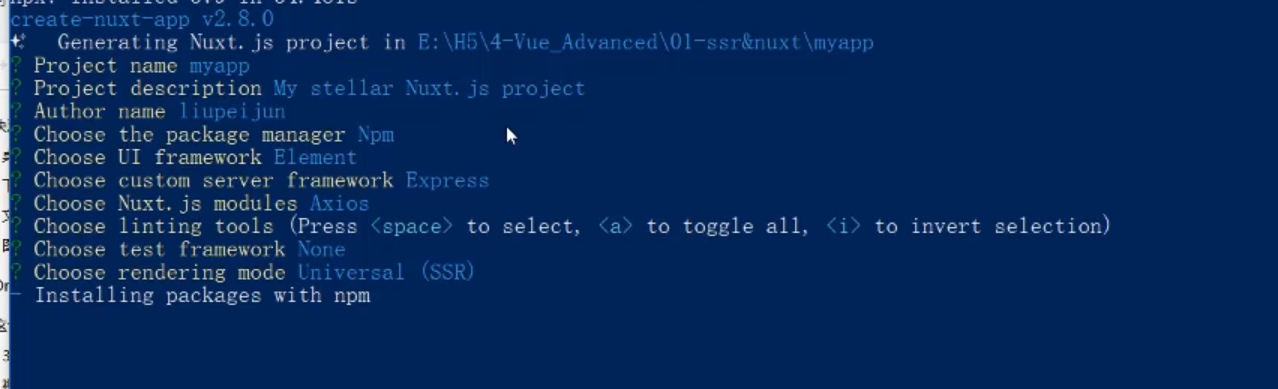 create-nuxt-app v2.8.0
Generating Nuxt.js project in E:\H5\4-Vue_Advanced\01-ssr&nuxt\myapp
? Project name myapp
? Project description My stellar Nuxt.js project
? Author name liupeijun
? Choose the package manager Npm
? Choose UI framework Element
? Choose custom server framework Express
? Choose Nuxt.js modules Axios
? Choose linting tools (Press <space> to select, <a> to toggle all, <i> to invert selection)
? Choose test framework None
? Choose rendering mode Universal (SSR)
- Installing packages with npm